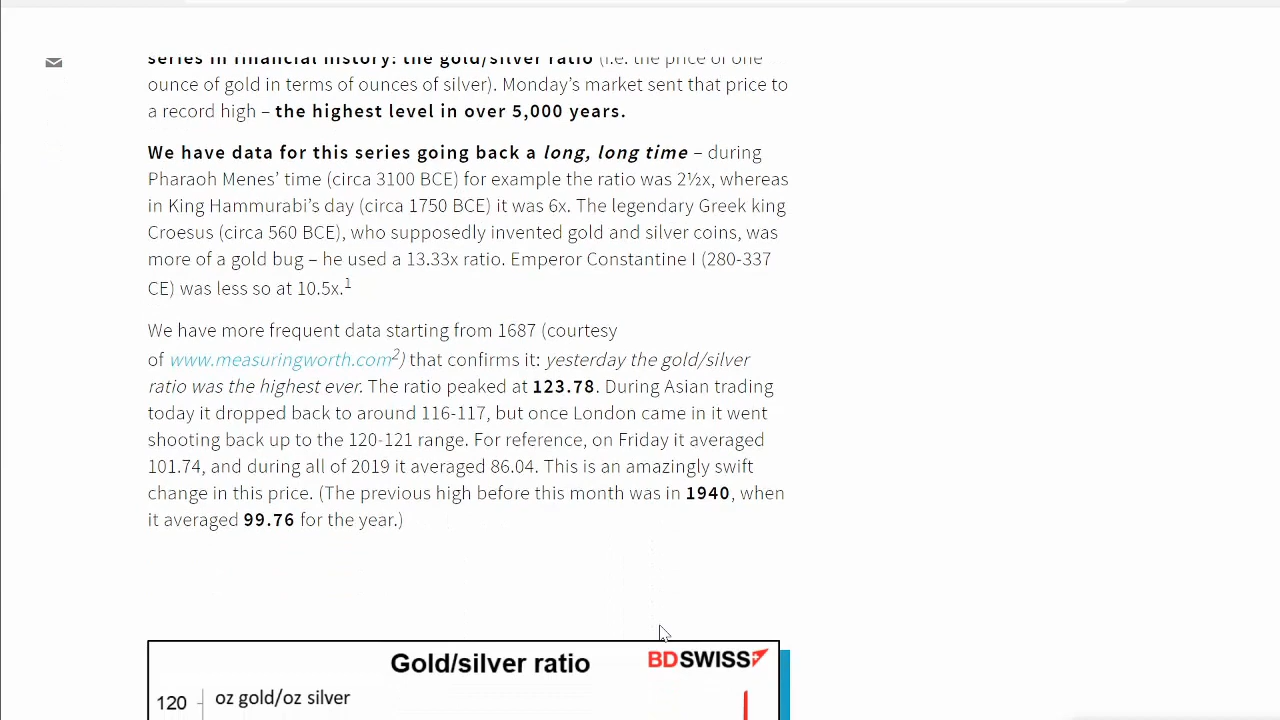 series in financial history: the gold/silver ratio (i.e. the price of one
ounce of gold in terms of ounces of silver). Monday’s market sent that price to
a record high – the highest level in over 5,000 years.
We have data for this series going back a long, long time – during
Pharaoh Menes’ time (circa 3100 BCE) for example the ratio was 2½x, whereas
in King Hammurabi’s day (circa 1750 BCE) it was 6x. The legendary Greek king
Croesus (circa 560 BCE), who supposedly invented gold and silver coins, was
more of a gold bug – he used a 13.33x ratio. Emperor Constantine I (280-337
CE) was less so at 10.5x.1
We have more frequent data starting from 1687 (courtesy
of www.measuringworth.com2) that confirms it: yesterday the gold/silver
ratio was the highest ever. The ratio peaked at 123.78. During Asian trading
today it dropped back to around 116-117, but once London came in it went
shooting back up to the 120-121 range. For reference, on Friday it averaged
101.74, and during all of 2019 it averaged 86.04. This is an amazingly swift
change in this price. (The previous high before this month was in 1940, when
it averaged 99.76 for the year.)
Gold/silver ratio
BDSWISS
120
oz gold/oz silver